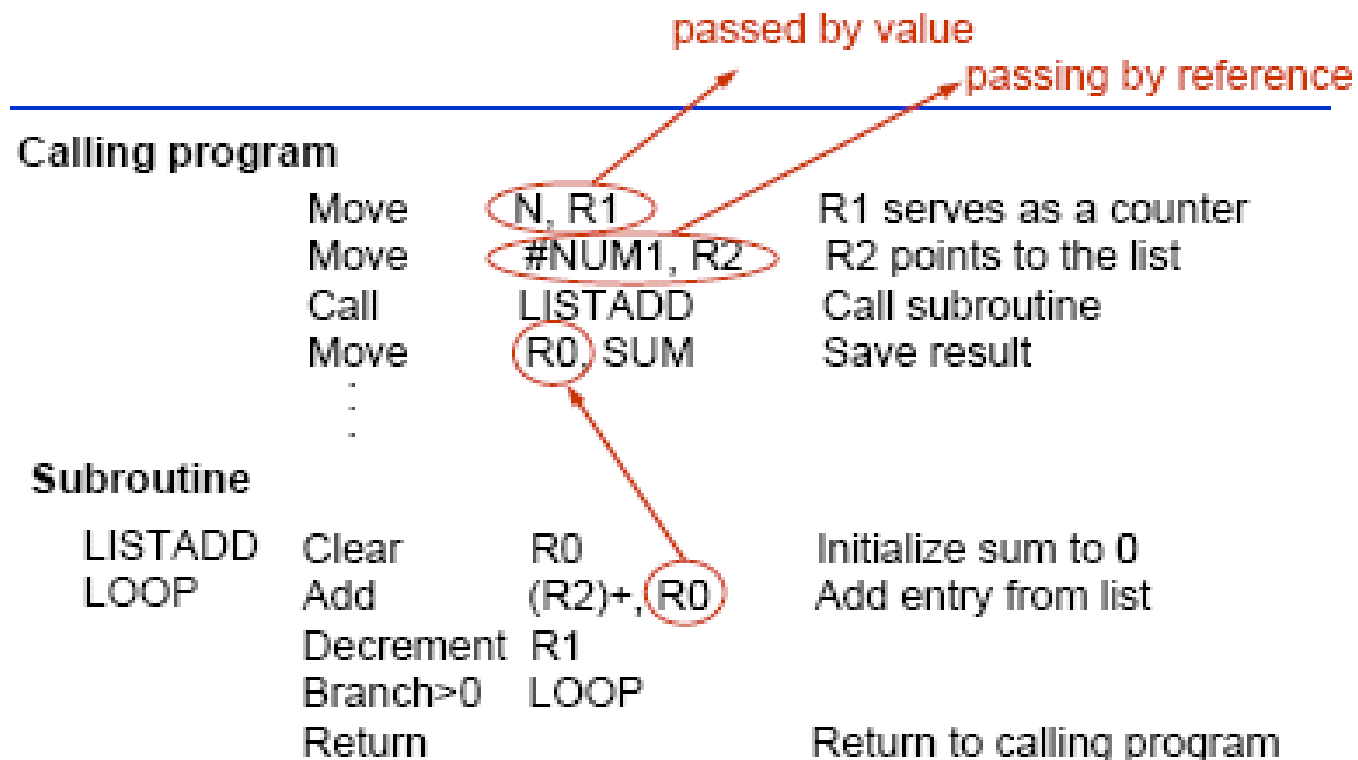 passed by value
passing by reference
Calling program
Move N, R1 R1 serves as a counter
Move #NUM1, R2 R2 points to the list
Call LISTADD Call subroutine
Move R0, SUM Save result
.
.
.
Subroutine
LISTADD Clear R0 Initialize sum to 0
LOOP Add (R2)+, R0 Add entry from list
Decrement R1
Branch>0 LOOP
Return Return to calling program